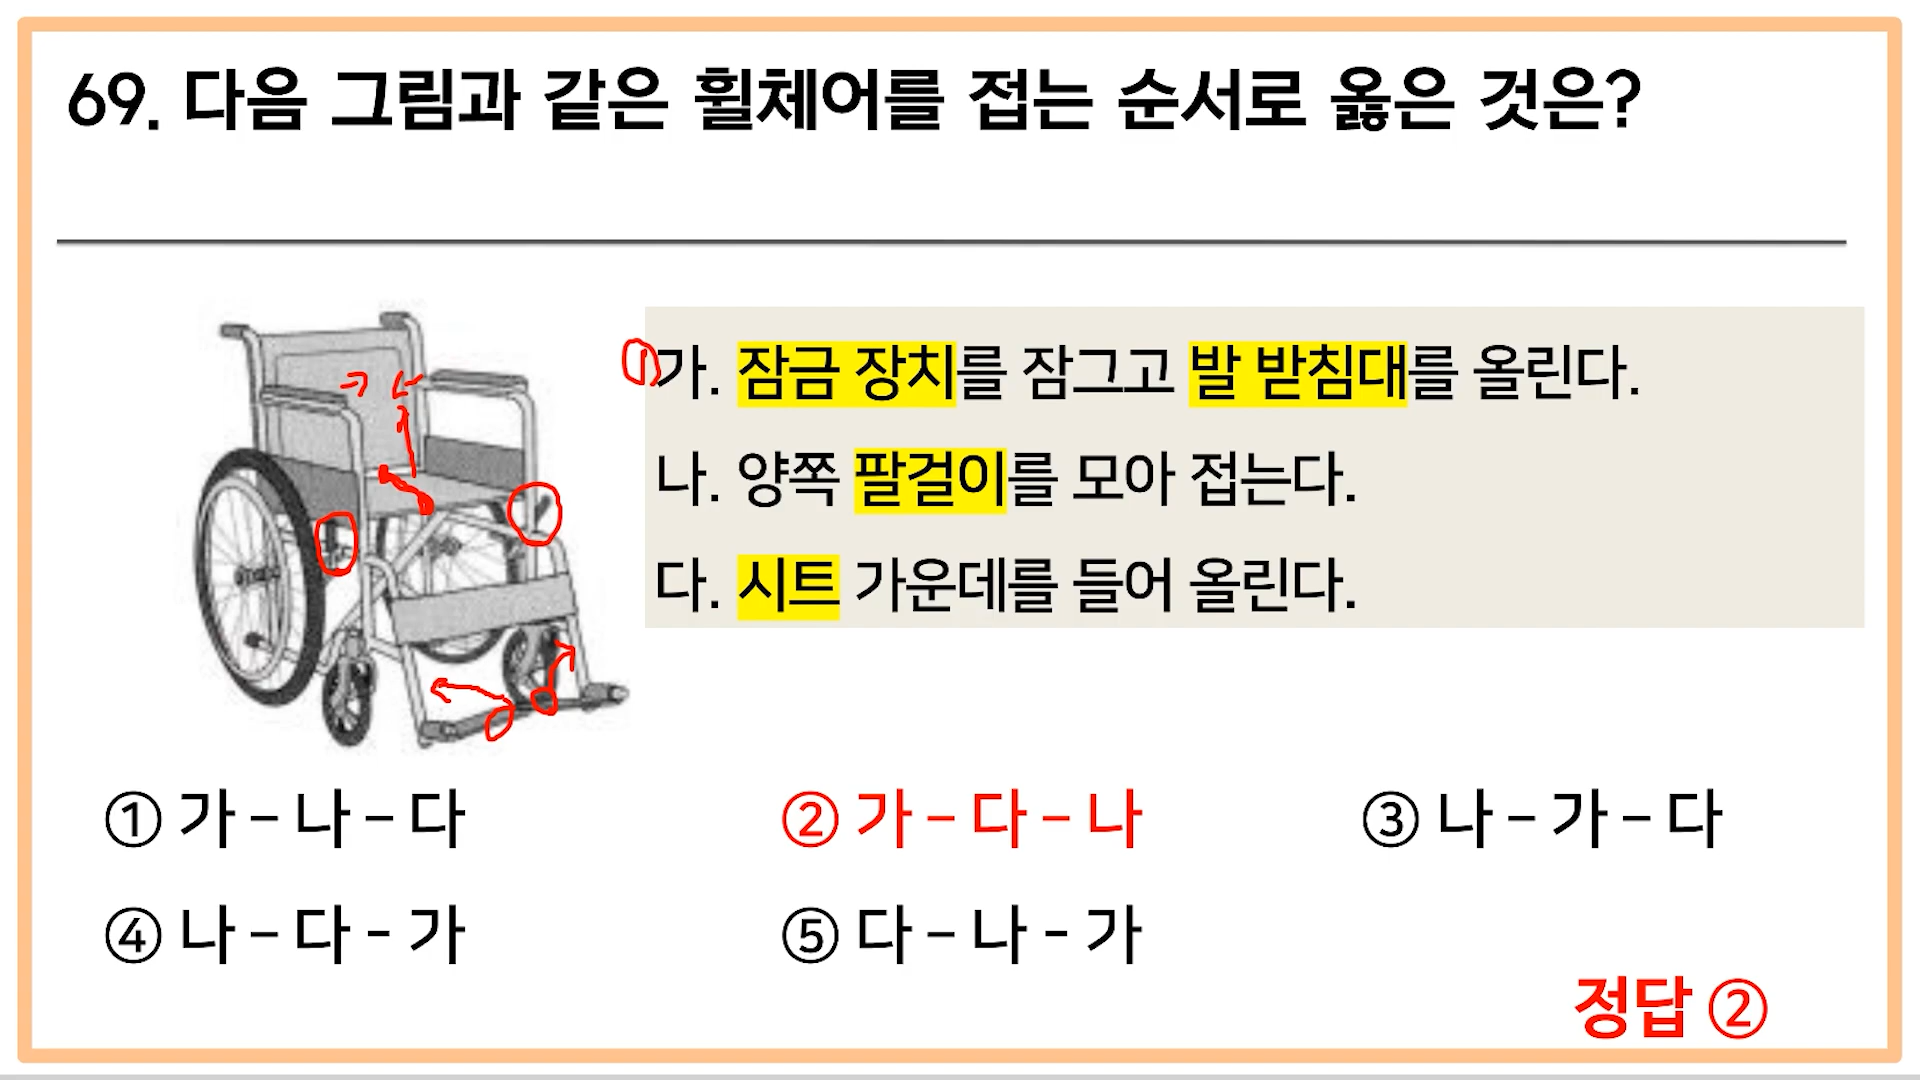 69. 다음 그림과 같은 휠체어를 접는 순서로 옳은 것은?
① 가. 잠금 장치를 잠그고 발 받침대를 올린다.
나. 양쪽 팔걸이를 모아 접는다.
다. 시트 가운데를 들어 올린다.
① 가 – 나 – 다 ② 가 – 다 – 나 ③ 나 – 가 – 다
④ 나 – 다 - 가 ⑤ 다 – 나 - 가
정답 ②